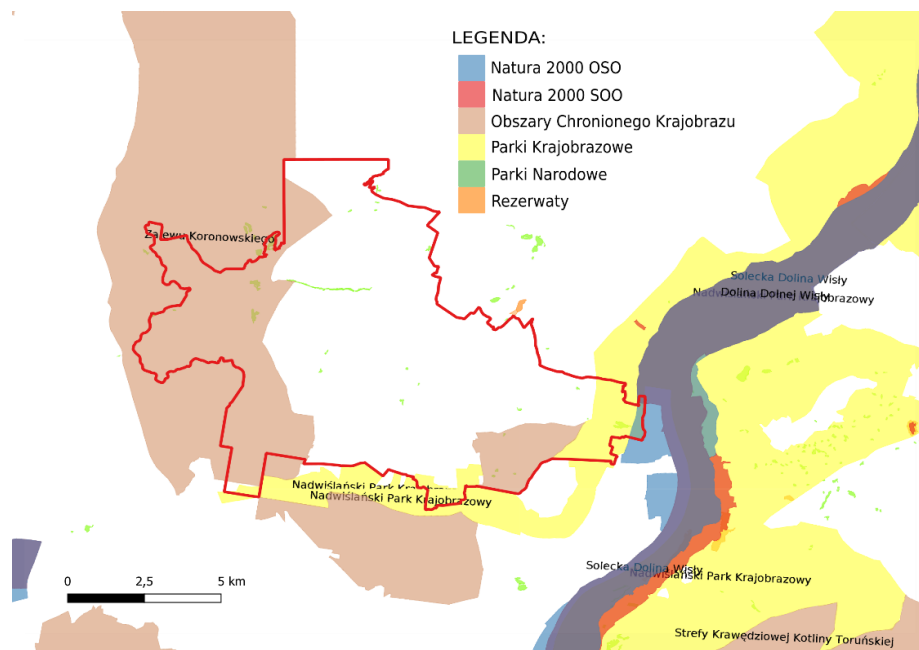 LEGENDA:
Natura 2000 OSO
Natura 2000 SOO
Obszary Chronionego Krajobrazu
Parki Krajobrazowe
Parki Narodowe
Rezerwaty
Zalewu Koronowskiego
Solecka Dolina Wisły
Dolina Dolnej Wisły
Nadwiślański Park Krajobrazowy
Nadwiślański Park Krajobrazowy
Solecka Dolina Wisły
Nadwiślański Park Krajobrazowy
0 2,5 5 km
Strefy Krawędziowej Kotliny Toruńskiej